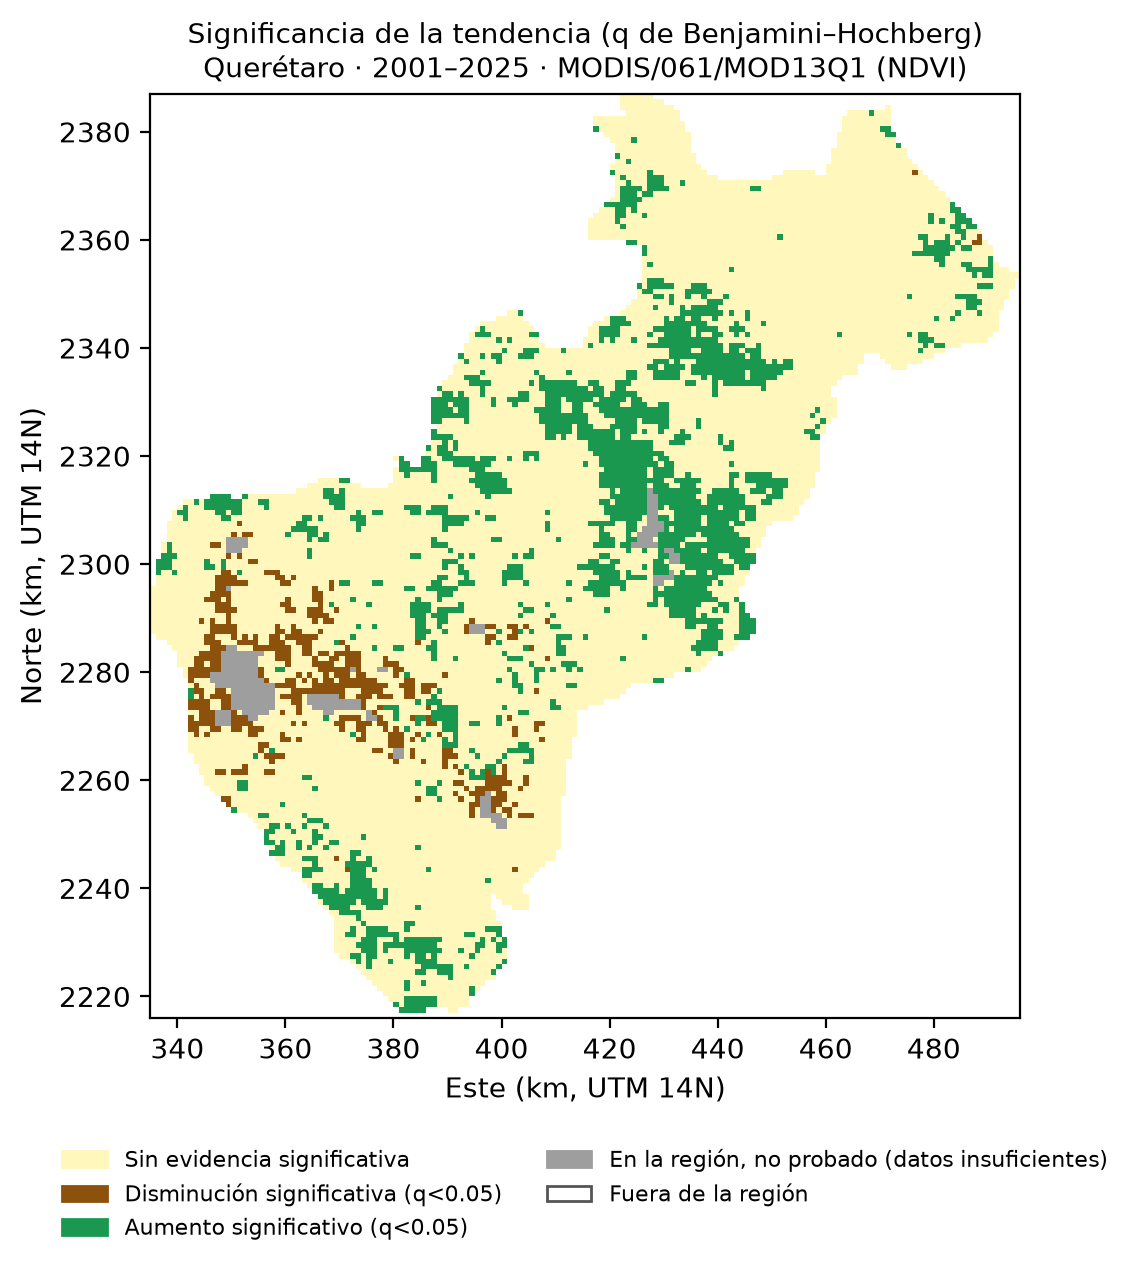 Significancia de la tendencia (q de Benjamini–Hochberg)
Querétaro · 2001–2025 · MODIS/061/MOD13Q1 (NDVI)
Norte (km, UTM 14N)
2380
2360
2340
2320
2300
2280
2260
2240
2220
340 360 380 400 420 440 460 480
Este (km, UTM 14N)
Sin evidencia significativa
Disminución significativa (q<0.05)
Aumento significativo (q<0.05)
En la región, no probado (datos insuficientes)
Fuera de la región